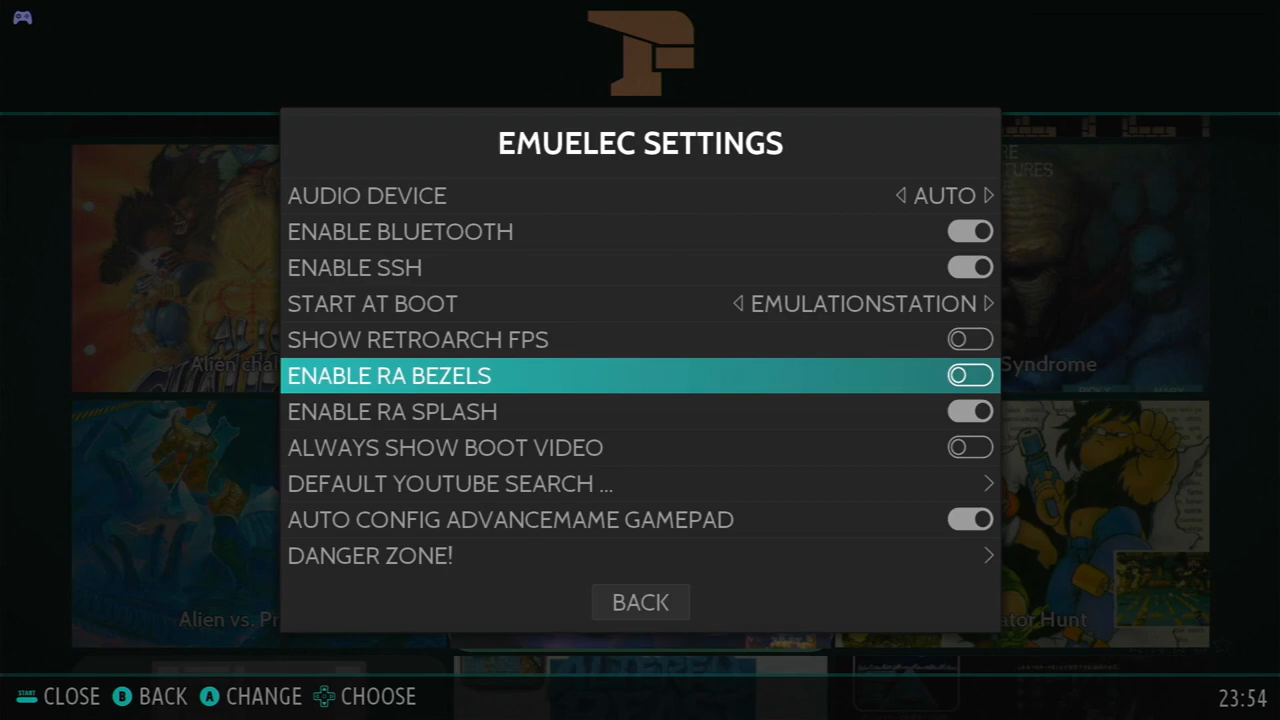 EMUELEC SETTINGS
AUDIO DEVICE AUTO
ENABLE BLUETOOTH
ENABLE SSH
START AT BOOT EMULATIONSTATION
SHOW RETROARCH FPS
ENABLE RA BEZELS
Alien cha
Syndrome
ENABLE RA SPLASH
ALWAYS SHOW BOOT VIDEO
DEFAULT YOUTUBE SEARCH ...
AUTO CONFIG ADVANCEMAME GAMEPAD
DANGER ZONE!
BACK
Alien vs. Pr
ator Hunt
START CLOSE B BACK A CHANGE CHOOSE 23:54